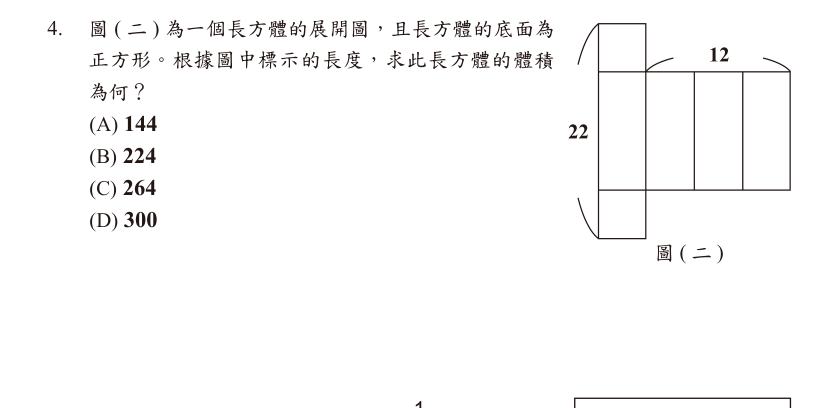 4. 圖 ( 二 ) 為一個長方體的展開圖，且長方體的底面為
正方形。根據圖中標示的長度，求此長方體的體積
為何？
(A) 144
(B) 224
(C) 264
(D) 300
12
22
圖 ( 二 )